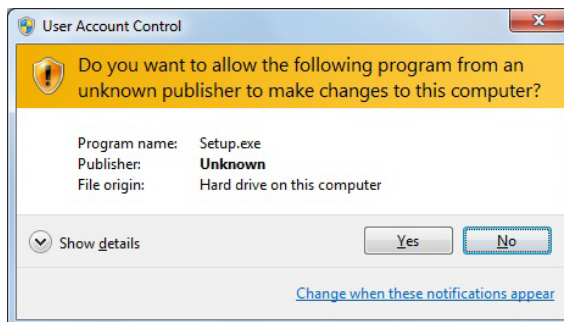 User Account Control
Do you want to allow the following program from an
unknown publisher to make changes to this computer?
Program name: Setup.exe
Publisher: Unknown
File origin: Hard drive on this computer
Show details
Yes
No
Change when these notifications appear